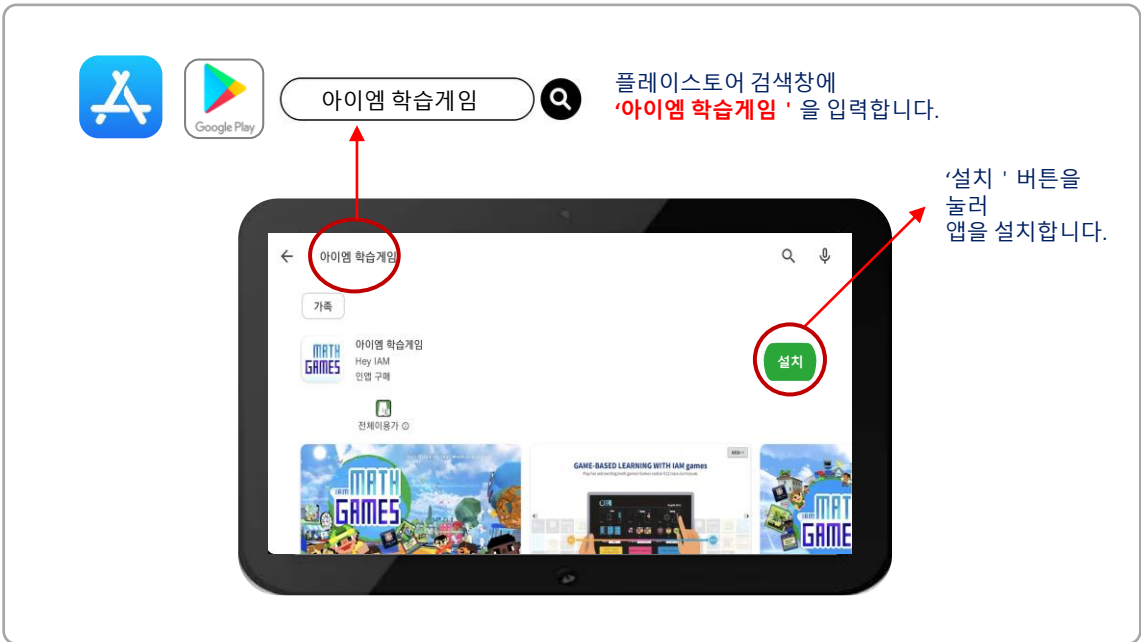 Google Play
아이엠 학습게임
플레이스토어 검색창에
‘아이엠 학습게임 ' 을 입력합니다.
‘설치 ' 버튼을
눌러
앱을 설치합니다.
아이엠 학습게임
가족
MATH
GAMES
아이엠 학습게임
Hey IAM
인앱 구매
설치
전체이용가
IAM MATH
GAMES
GAME-BASED LEARNING WITH IAM games
IAM MAT
GAME